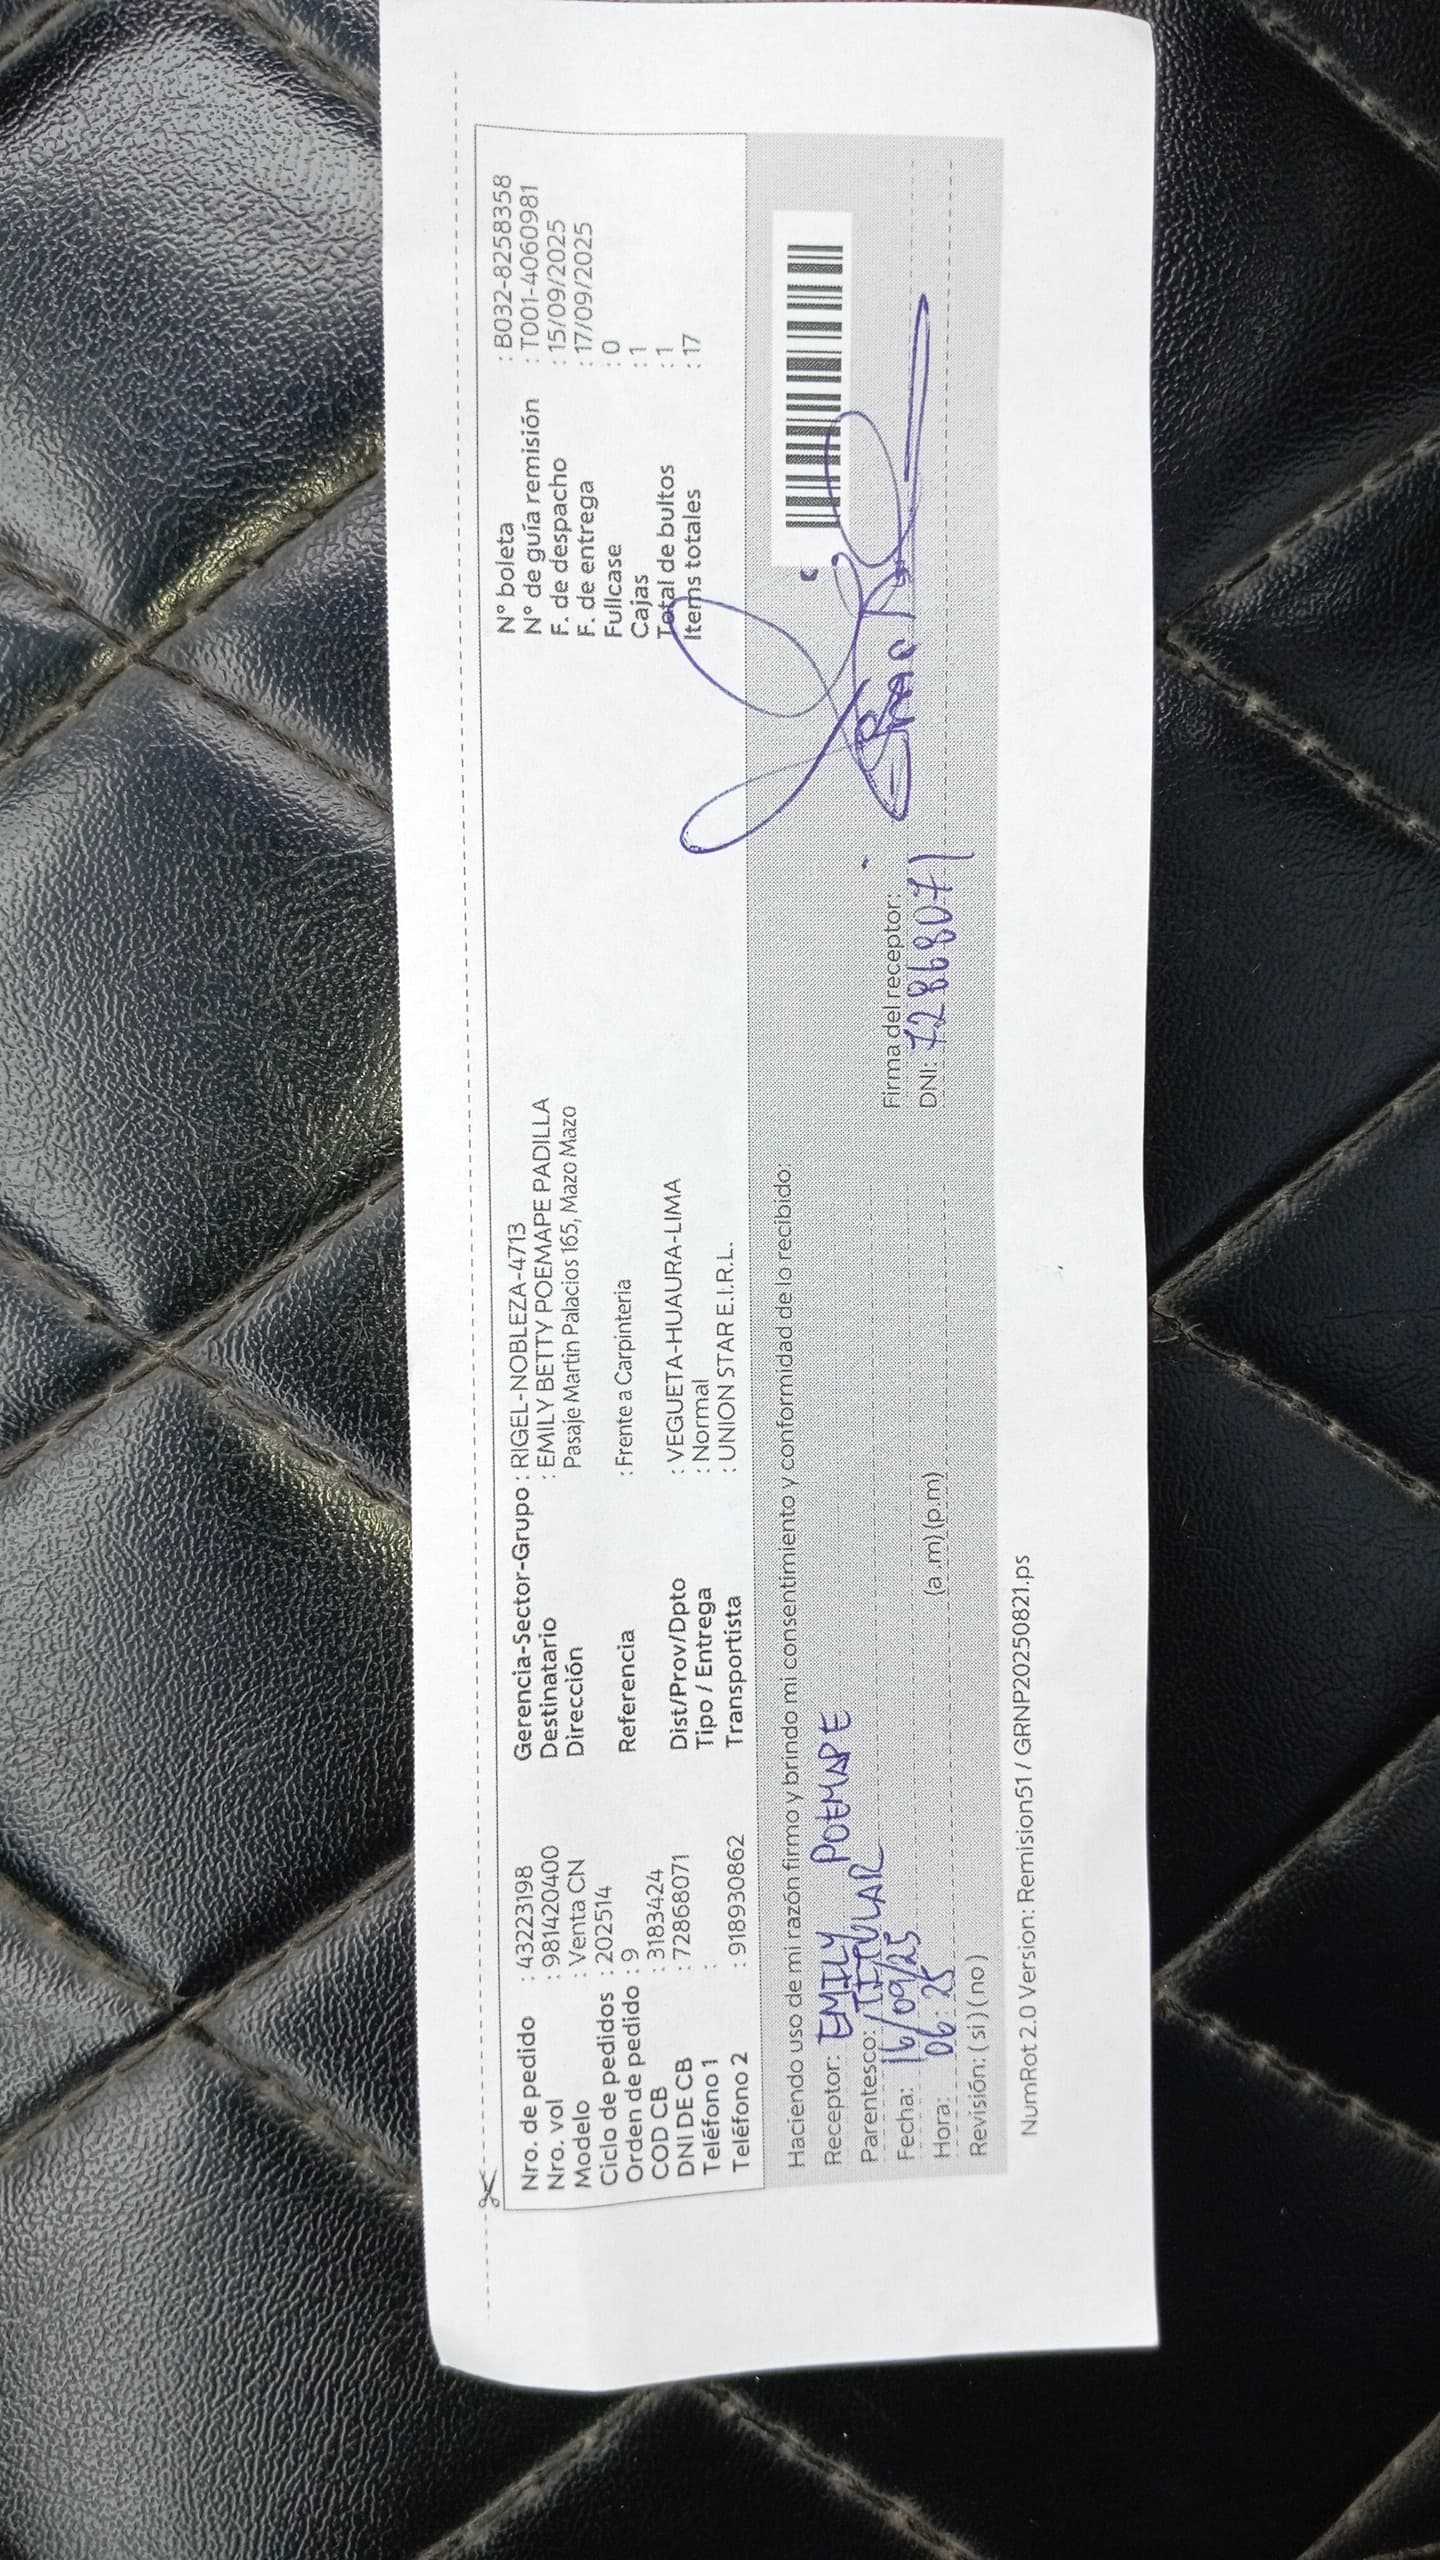 Nro. de pedido : 43223198
Nro. vol : 981420400
Modelo : Venta CN
Ciclo de pedidos : 202514
Orden de pedido : 9
COD CB : 3183424
DNI DE CB : 72868071
Teléfono 1 :
Teléfono 2 : 918930862
Gerencia-Sector-Grupo : RIGEL-NOBLEZA-4713
Destinatario : EMILY BETTY POEMAPE PADILLA
Dirección Pasaje Martin Palacios 165, Mazo Mazo
Referencia : Frente a Carpinteria
Dist/Prov/Dpto : VEGUETA-HUAURA-LIMA
Tipo / Entrega : Normal
Transportista : UNION STAR E.I.R.L.
N° boleta : B032-8258358
N° de guía remisión : T001-4060981
F. de despacho : 15/09/2025
F. de entrega : 17/09/2025
Fullcase : 0
Cajas : 1
Total de bultos : 1
Items totales : 17
Haciendo uso de mi razón firmo y brindo mi consentimiento y conformidad de lo recibido:
Receptor: EMILY POEMAPE
Parentesco: TITULAR
Fecha: 16/09/25
Hora: 06:25 (a .m) (p.m)
Revisión: ( si ) ( no )
Firma del receptor:
DNI: 72868071
NumRot 2.0 Version: Remision51 / GRNP20250821.ps